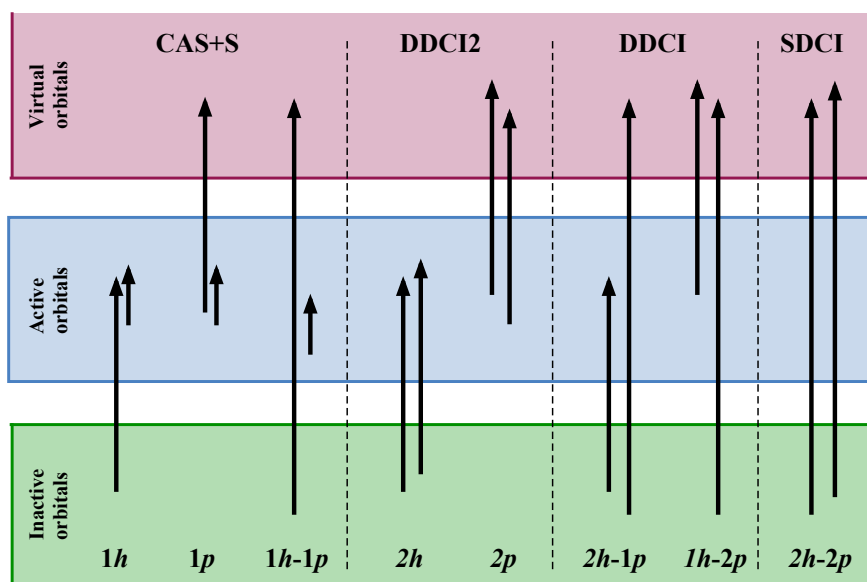 CAS+S
DDCI2
DDCI
SDCI
Virtual
orbitals
Active
orbitals
Inactive
orbitals
1h
1p
1h-1p
2h
2p
2h-1p
1h-2p
2h-2p